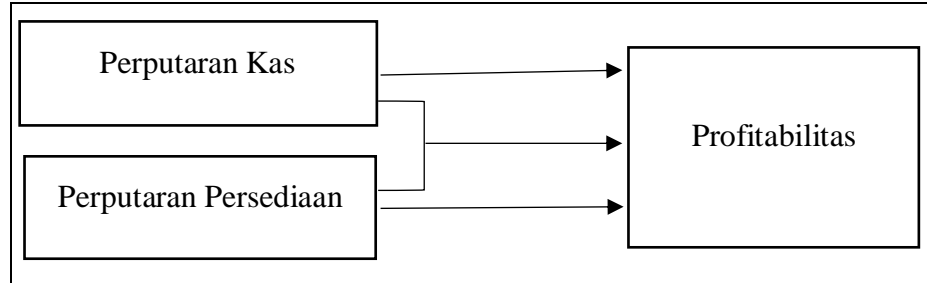 Perputaran Kas
Profitabilitas
Perputaran Persediaan